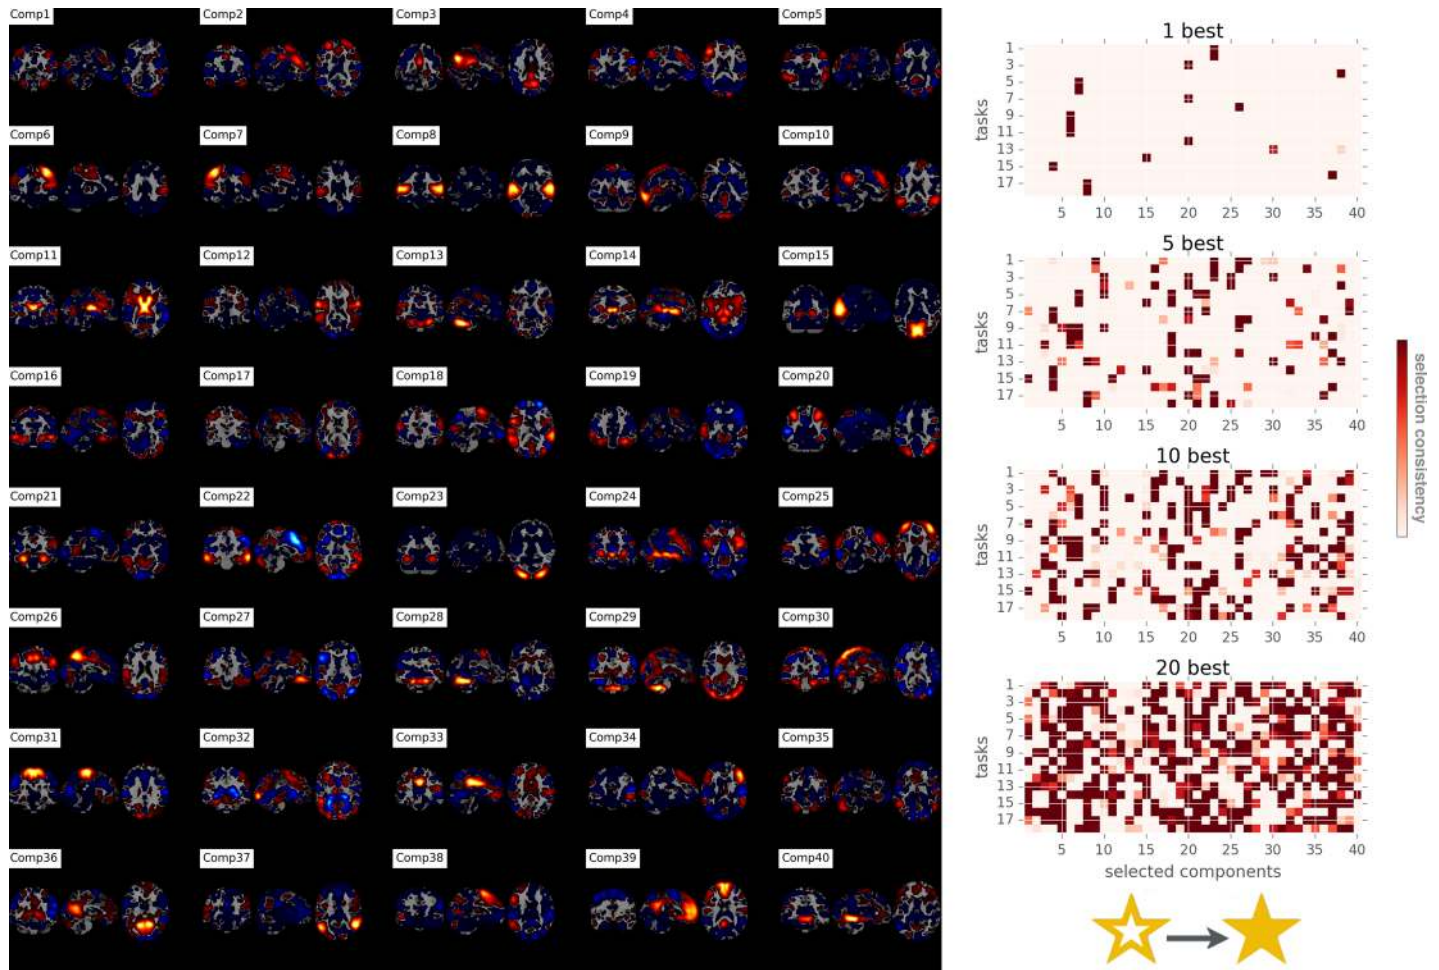 Comp1 Comp2 Comp3 Comp4 Comp5
Comp6 Comp7 Comp8 Comp9 Comp10
Comp11 Comp12 Comp13 Comp14 Comp15
Comp16 Comp17 Comp18 Comp19 Comp20
Comp21 Comp22 Comp23 Comp24 Comp25
Comp26 Comp27 Comp28 Comp29 Comp30
Comp31 Comp32 Comp33 Comp34 Comp35
Comp36 Comp37 Comp38 Comp39 Comp40
1 best
tasks
1
3
5
7
9
11
13
15
17
5 10 15 20 25 30 35 40
5 best
tasks
1
3
5
7
9
11
13
15
17
5 10 15 20 25 30 35 40
10 best
tasks
1
3
5
7
9
11
13
15
17
5 10 15 20 25 30 35 40
20 best
tasks
1
3
5
7
9
11
13
15
17
5 10 15 20 25 30 35 40
selected components
selection consistency